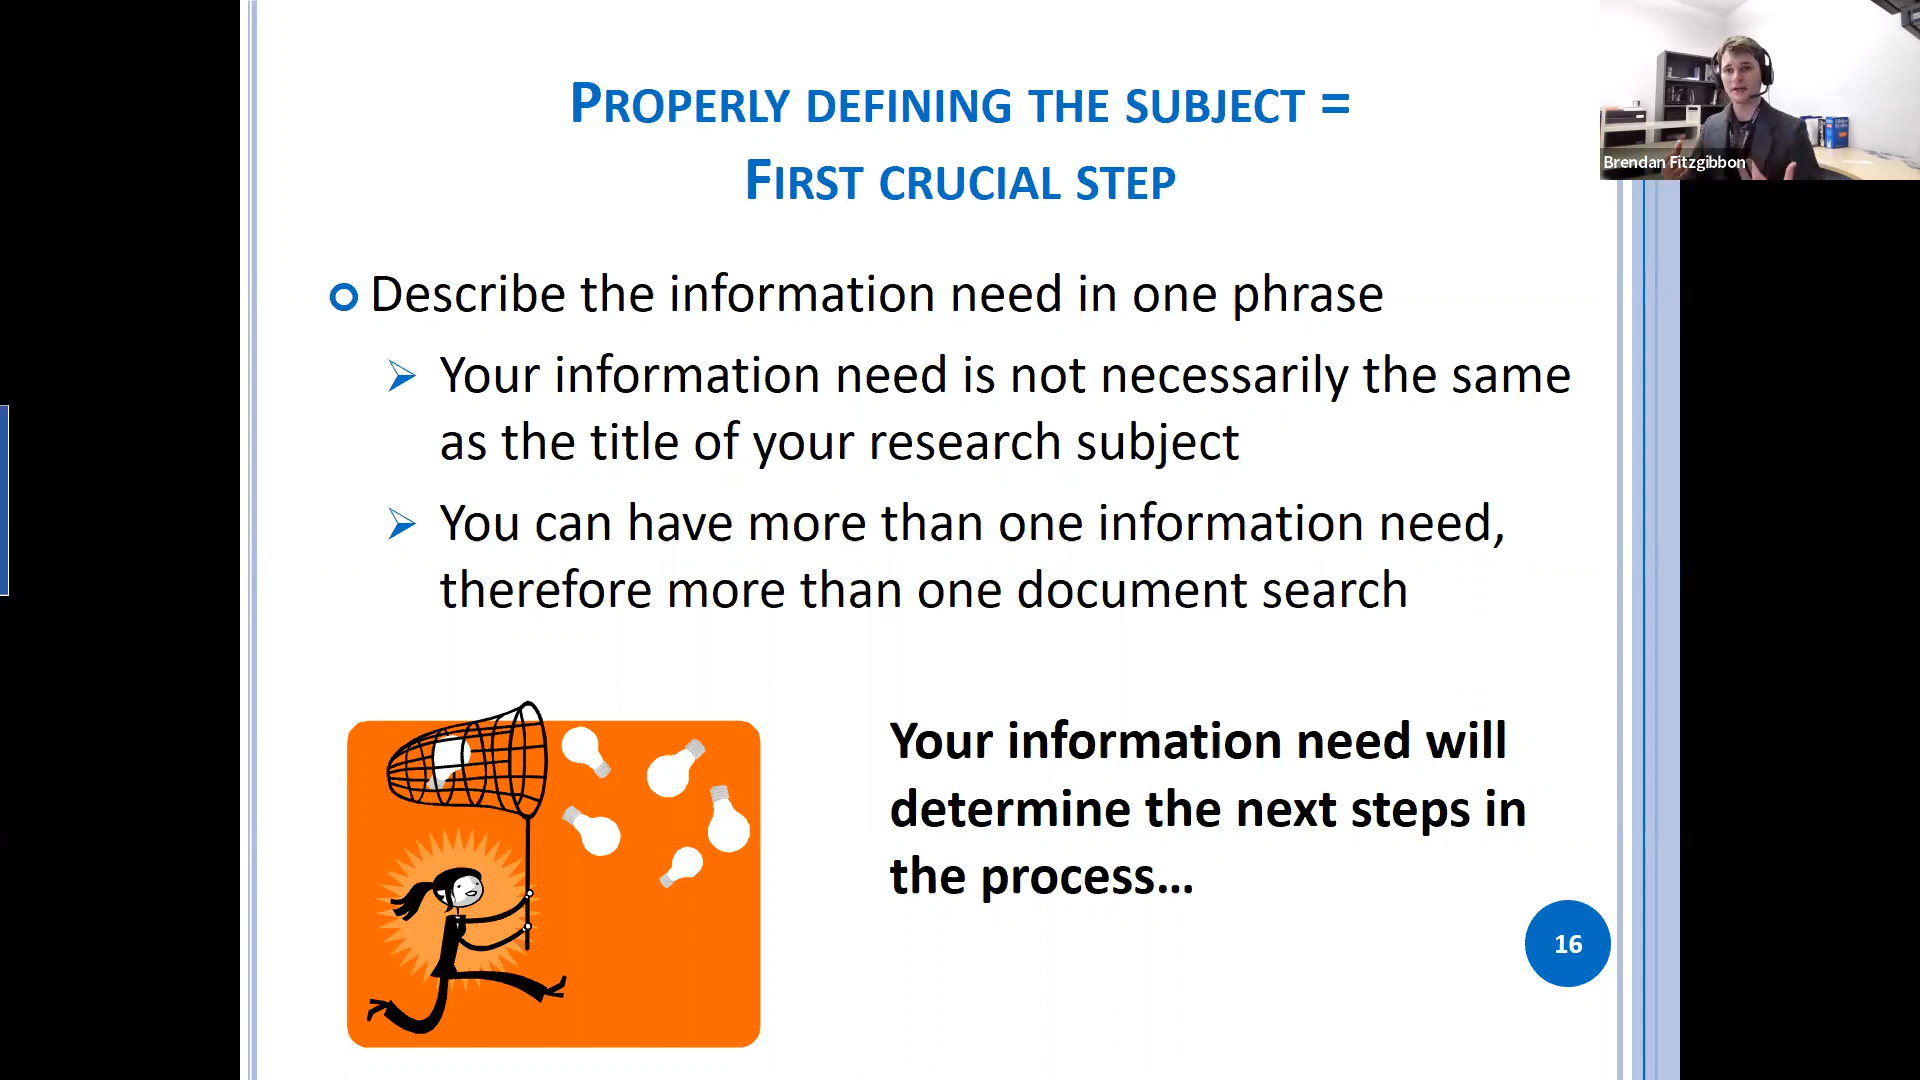 PROPERLY DEFINING THE SUBJECT =
FIRST CRUCIAL STEP
Brendan Fitzgibbon
Describe the information need in one phrase
Your information need is not necessarily the same
as the title of your research subject
You can have more than one information need,
therefore more than one document search
Your information need will
determine the next steps in
the process...
16